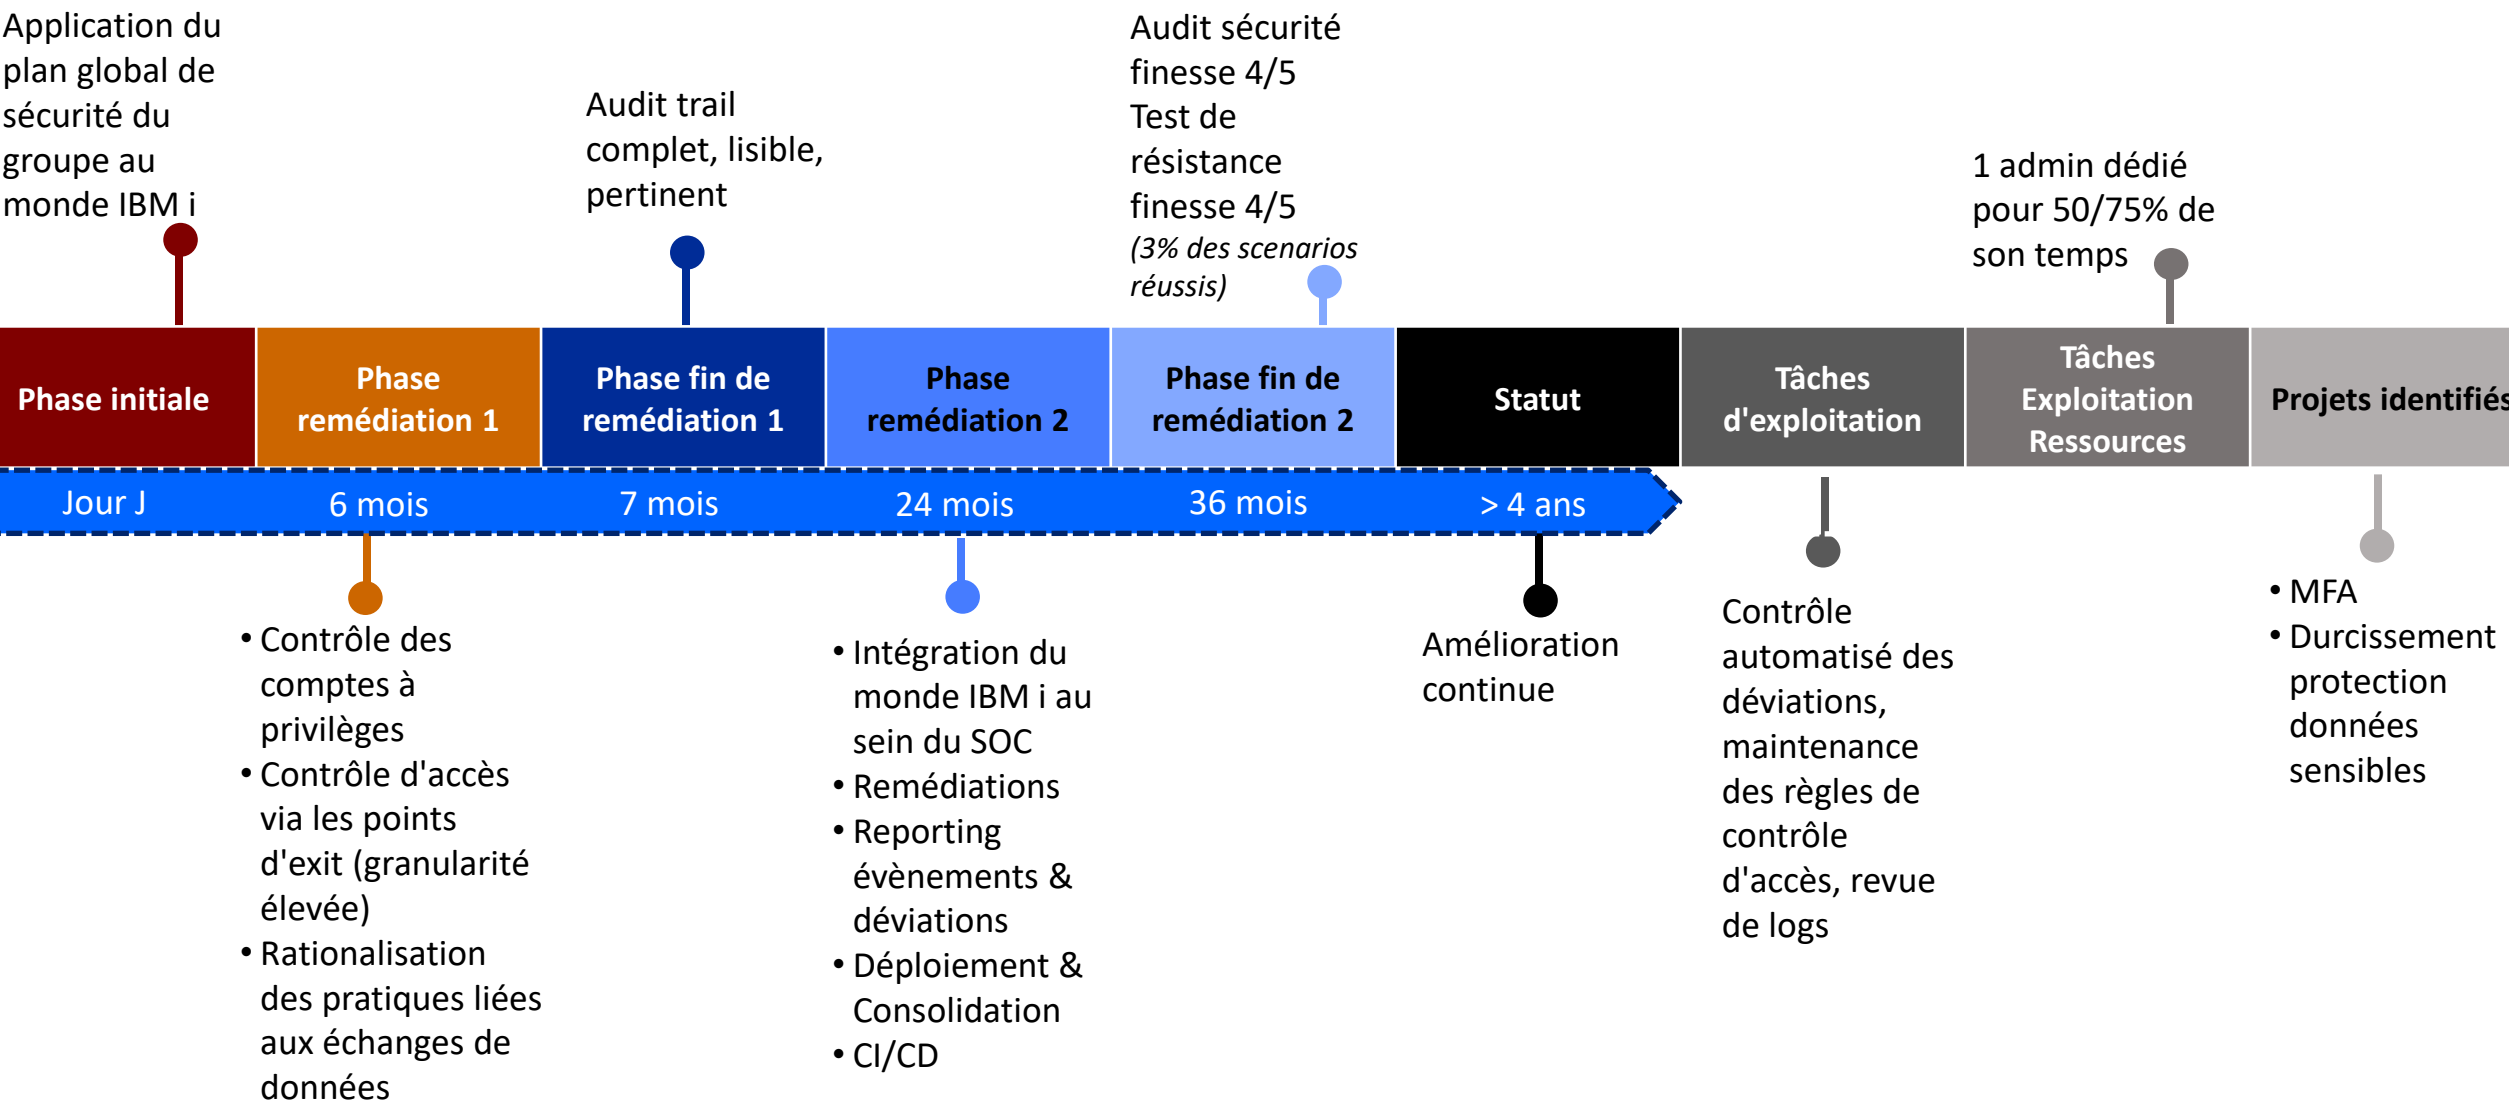 Application du
plan global de
sécurité du
groupe au
monde IBM i
Audit trail
complet, lisible,
pertinent
Audit sécurité
finesse 4/5
Test de
résistance
finesse 4/5
(3% des scenarios
réussis)
1 admin dédié
pour 50/75% de
son temps
Phase initiale
Phase
remédiation 1
Phase fin de
remédiation 1
Phase
remédiation 2
Phase fin de
remédiation 2
Statut
Tâches
d'exploitation
Tâches
Exploitation
Ressources
Projets identifiés
Jour J
6 mois
7 mois
24 mois
36 mois
> 4 ans
• Contrôle des
comptes à
privilèges
• Contrôle d'accès
via les points
d'exit (granularité
élevée)
• Rationalisation
des pratiques liées
aux échanges de
données
• Intégration du
monde IBM i au
sein du SOC
• Remédiations
• Reporting
évènements &
déviations
• Déploiement &
Consolidation
• CI/CD
Amélioration
continue
Contrôle
automatisé des
déviations,
maintenance
des règles de
contrôle
d'accès, revue
de logs
• MFA
• Durcissement
protection
données
sensibles